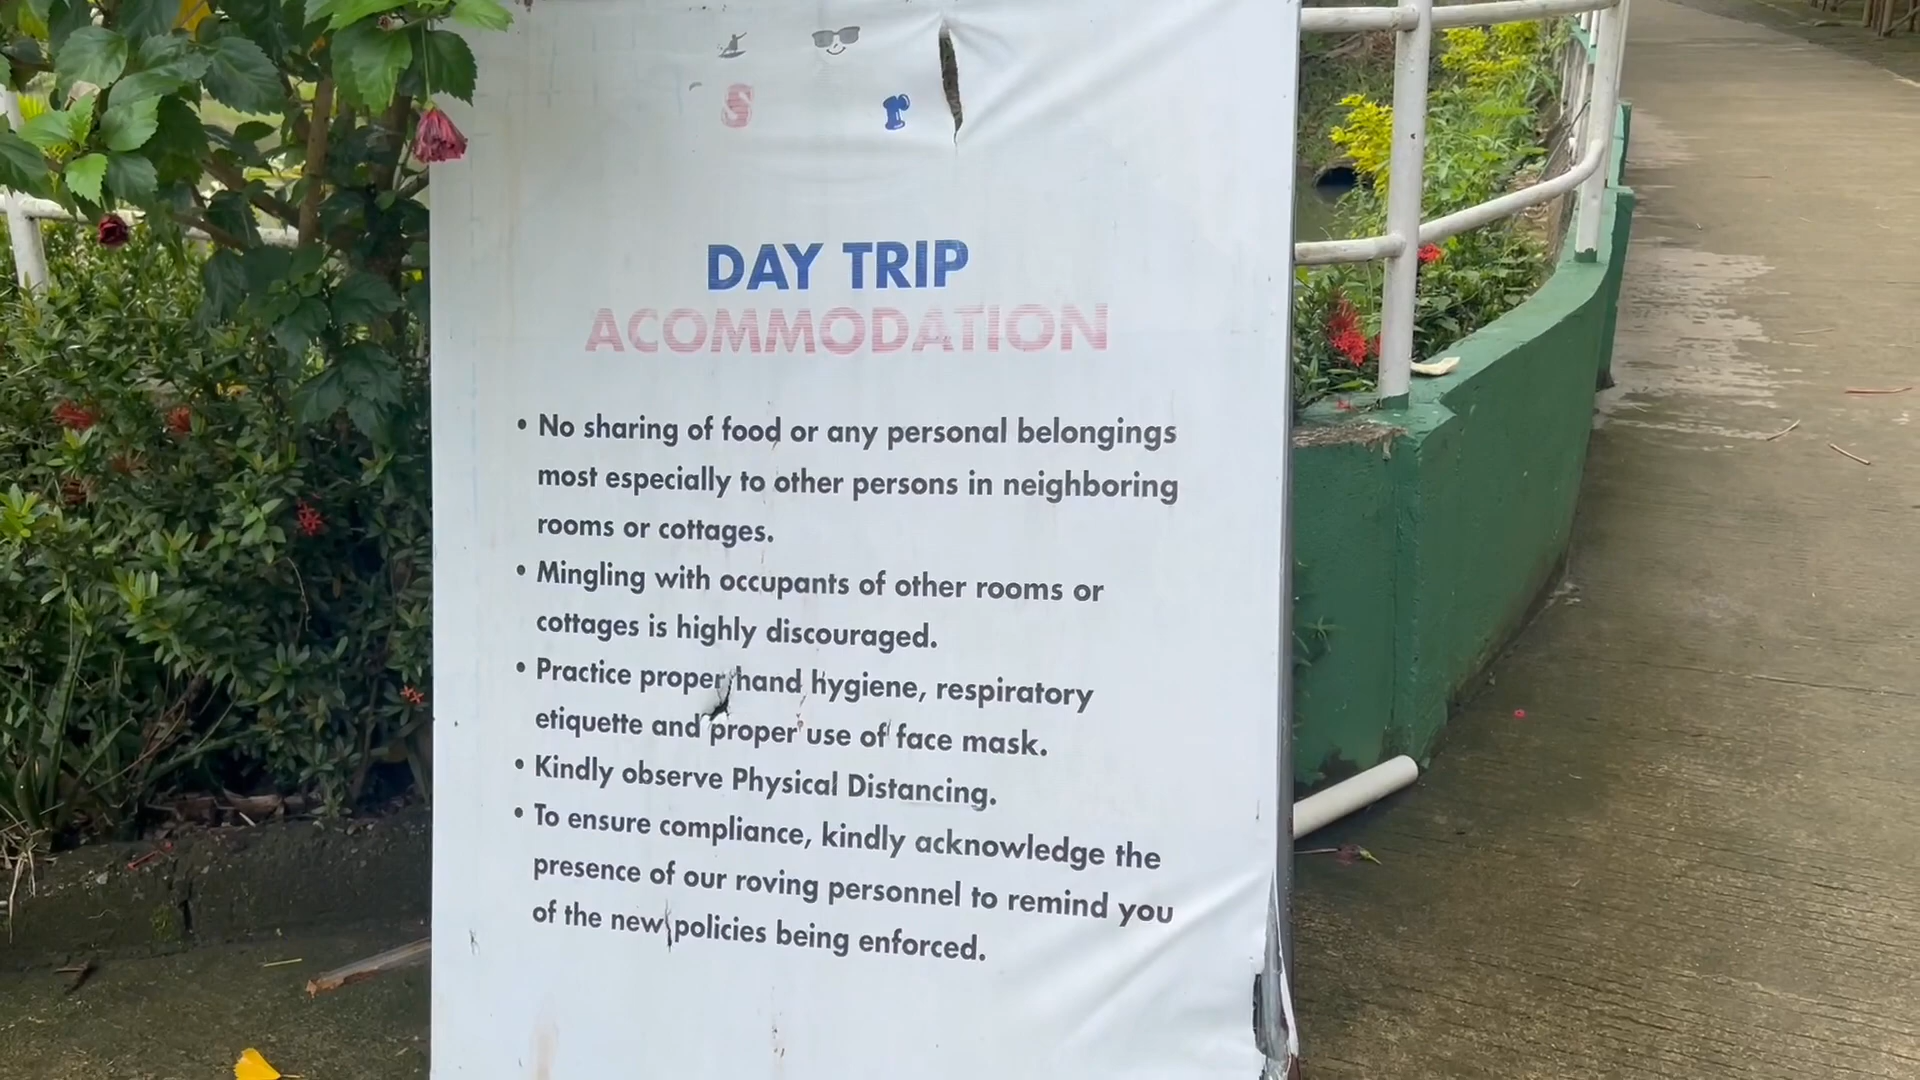 S r
DAY TRIP
ACOMMODATION
• No sharing of food or any personal belongings
most especially to other persons in neighboring
rooms or cottages.
• Mingling with occupants of other rooms or
cottages is highly discouraged.
• Practice proper hand hygiene, respiratory
etiquette and proper use of face mask.
• Kindly observe Physical Distancing.
• To ensure compliance, kindly acknowledge the
presence of our roving personnel to remind you
of the new policies being enforced.